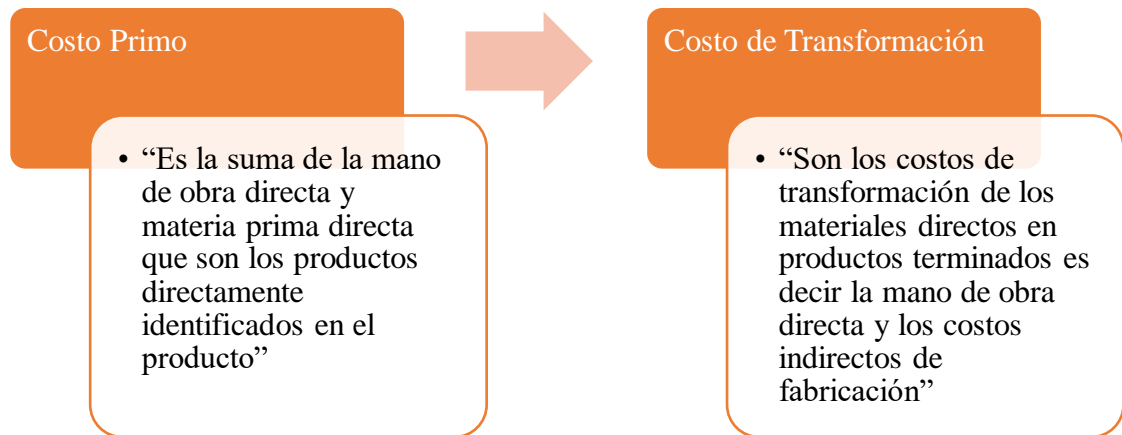 Costo Primo
• “Es la suma de la mano
de obra directa y
materia prima directa
que son los productos
directamente
identificados en el
producto”
Costo de Transformación
• “Son los costos de
transformación de los
materiales directos en
productos terminados es
decir la mano de obra
directa y los costos
indirectos de
fabricación”